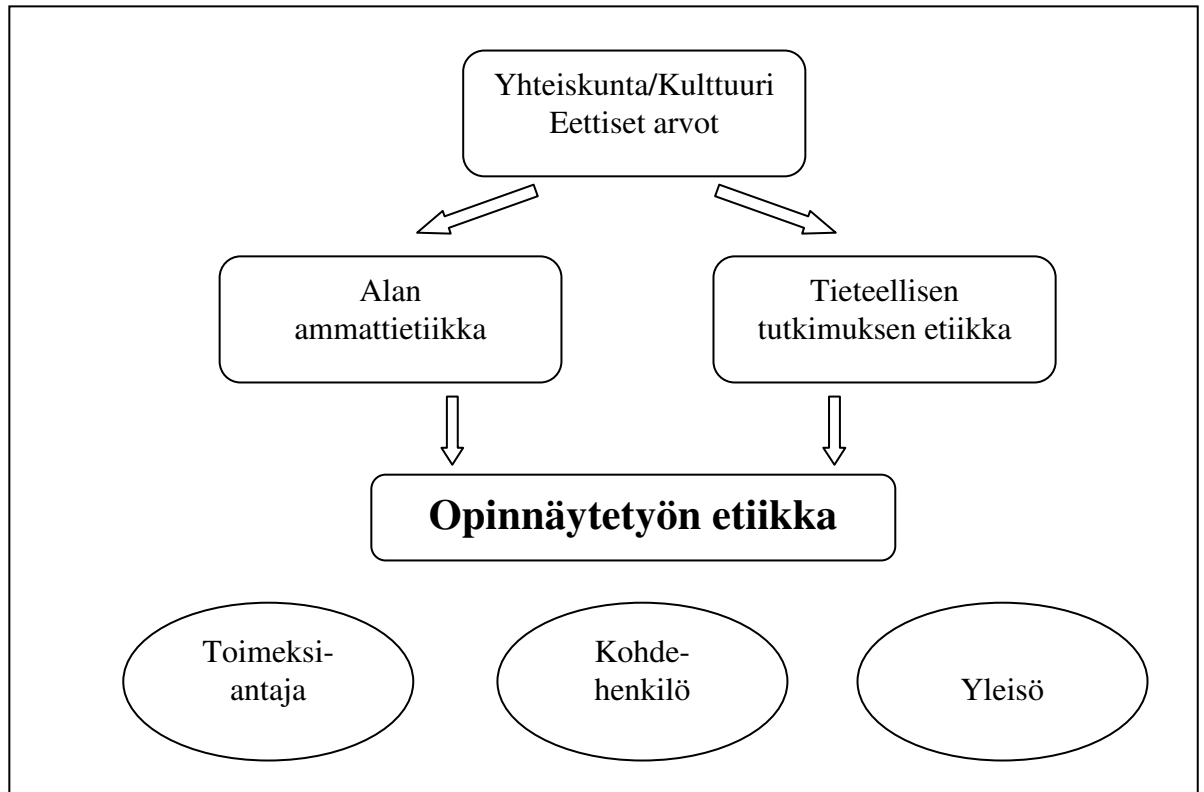 Yhteiskunta/Kulttuuri
Eettiset arvot
Alan
ammattietiikka
Tieteellisen
tutkimuksen etiikka
Opinnäytetyön etiikka
Toimeksi-
antaja
Kohde-
henkilö
Yleisö